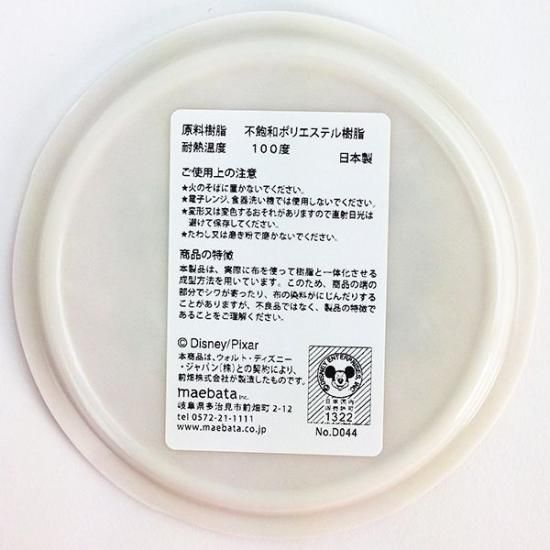 原料樹脂　不飽和ポリエステル樹脂
耐熱温度　100度　日本製
ご使用上の注意
★火のそばに置かないでください。
★電子レンジ、食器洗い機では使用しないでください。
★変形又は変色するおそれがありますので直射日光は
避けて保存してください。
★たわし又は磨き粉で磨かないでください。
商品の特徴
本製品は、実際に布を使って樹脂と一体化させる
成型方法を用いています。このため、商品の端の
部分でシワが寄ったり、布の染料がにじんだりする
ことがありますが、不良品ではなく、製品の特徴で
あることをご理解ください。
© Disney/Pixar
本商品は、ウォルト・ディズニー
・ジャパン(株)との契約により、
前畑株式会社が製造したものです。
maebata Inc.
岐阜県多治見市前畑町 2-12
tel 0572-21-1111
www.maebata.co.jp
©DISNEY ENTERPRISES, INC.
日本国内
1322
No.D044